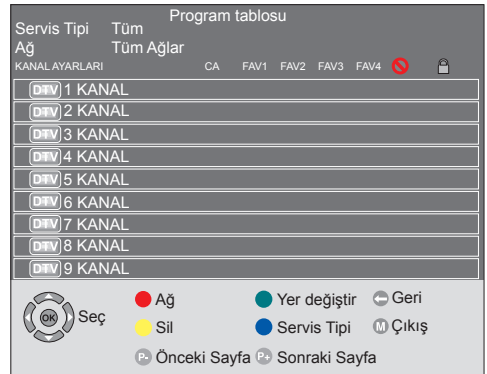 Program tablosu
Servis Tipi Tüm
Ağ Tüm Ağlar
KANAL AYARLARI CA FAV1 FAV2 FAV3 FAV4
DTV 1 KANAL
DTV 2 KANAL
DTV 3 KANAL
DTV 4 KANAL
DTV 5 KANAL
DTV 6 KANAL
DTV 7 KANAL
DTV 8 KANAL
DTV 9 KANAL
OK Seç Ağ Yer değiştir Geri
Sil Servis Tipi M Çıkış
P- Önceki Sayfa P+ Sonraki Sayfa